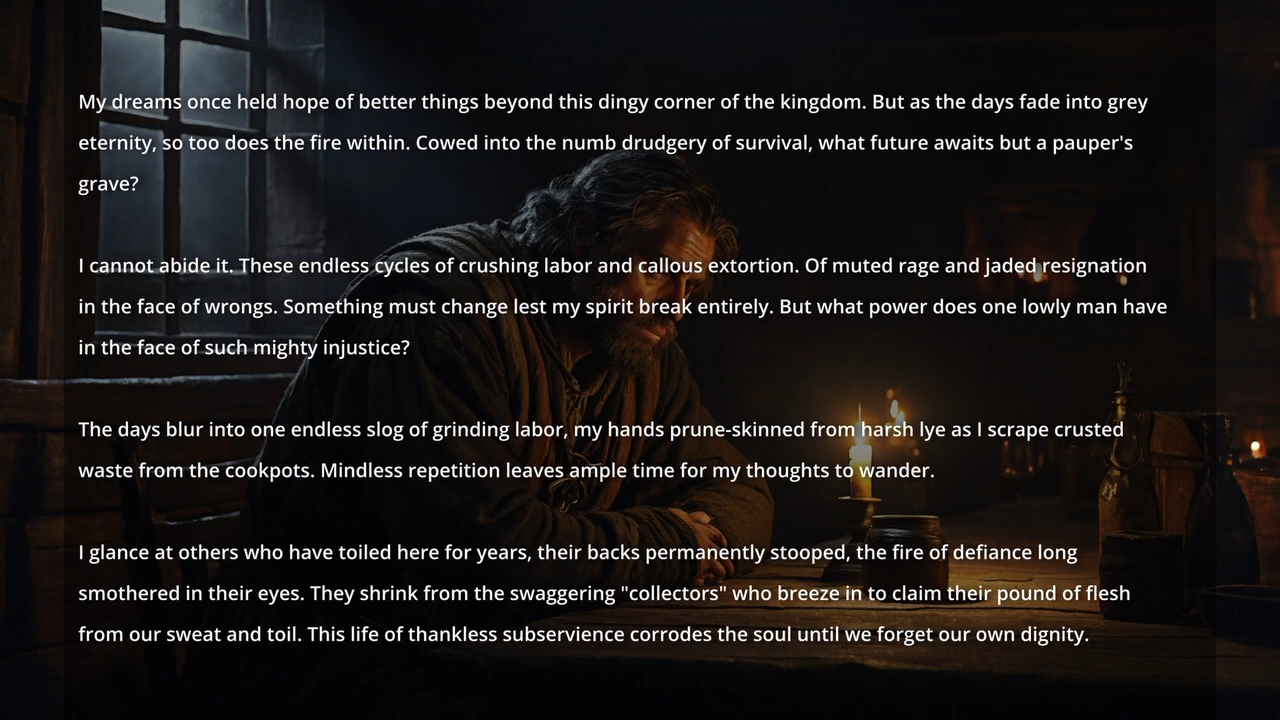 My dreams once held hope of better things beyond this dingy corner of the kingdom. But as the days fade into grey
eternity, so too does the fire within. Cowed into the numb drudgery of survival, what future awaits but a pauper's
grave?
I cannot abide it. These endless cycles of crushing labor and callous extortion. Of muted rage and jaded resignation
in the face of wrongs. Something must change lest my spirit break entirely. But what power does one lowly man have
in the face of such mighty injustice?
The days blur into one endless slog of grinding labor, my hands prune-skinned from harsh lye as I scrape crusted
waste from the cookpots. Mindless repetition leaves ample time for my thoughts to wander.
I glance at others who have toiled here for years, their backs permanently stooped, the fire of defiance long
smothered in their eyes. They shrink from the swaggering "collectors" who breeze in to claim their pound of flesh
from our sweat and toil. This life of thankless subservience corrodes the soul until we forget our own dignity.